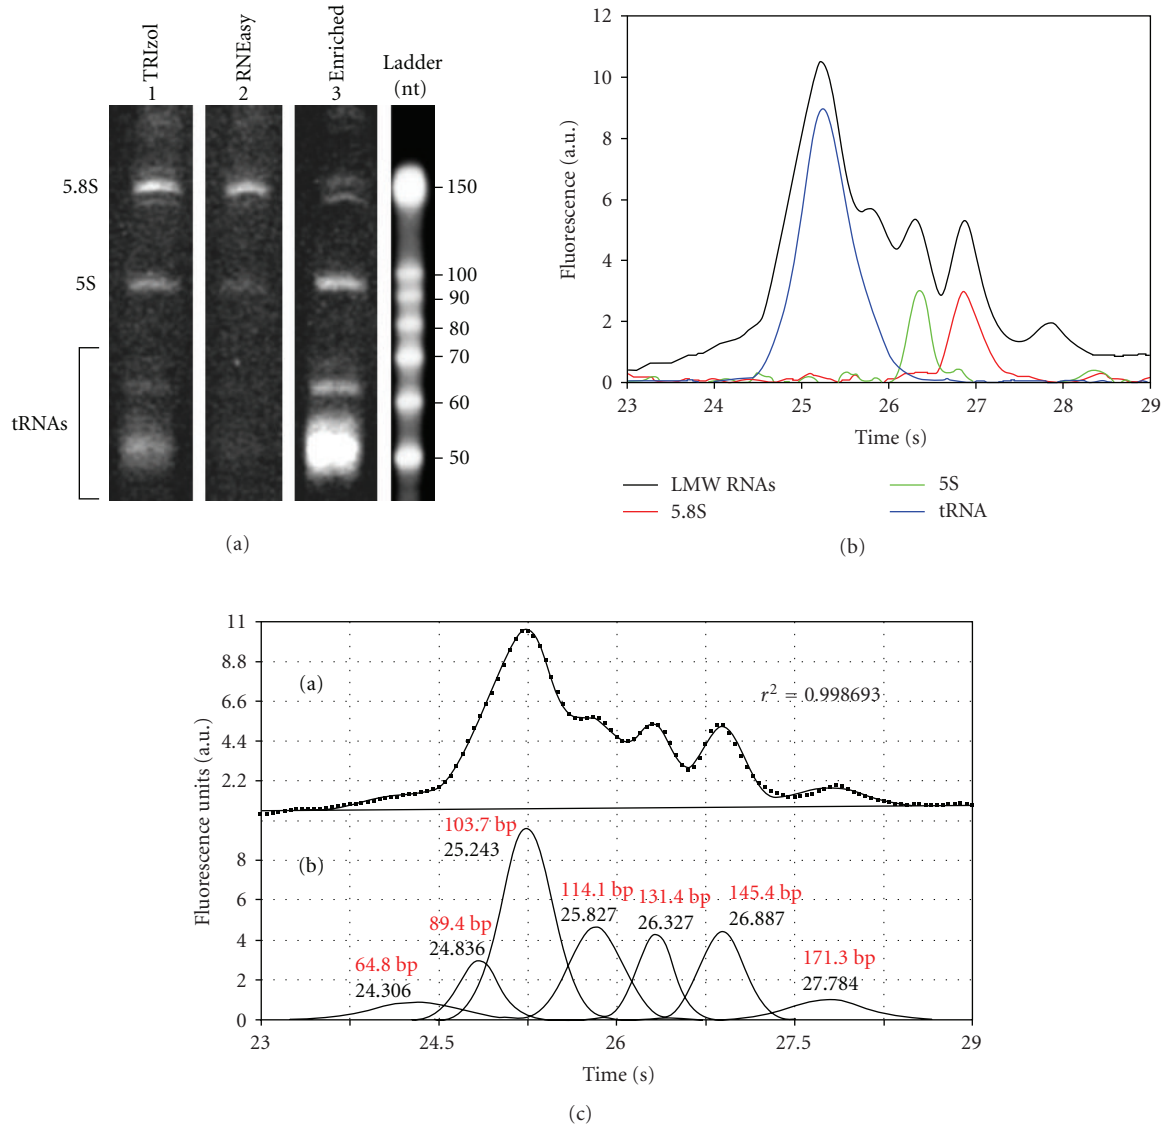 TRIzol
RNEasy
Enriched
1
2
3
Ladder
(nt)
5.8S
5S
tRNAs
150
100
90
80
70
60
50
(a)
12
10
8
6
4
2
0
Fluorescence (a.u.)
23 24 25 26 27 28 29
Time (s)
LMW RNAs
5.8S
5S
tRNA
(b)
11
8.8
6.6
4.4
2.2
8
6
4
2
0
Fluorescence units (a.u.)
(a)
r² = 0.998693
(b)
103.7 bp
25.243
114.1 bp
25.827
131.4 bp
26.327
145.4 bp
26.887
89.4 bp
24.836
64.8 bp
24.306
171.3 bp
27.784
23 24.5 26 27.5 29
Time (s)
(c)